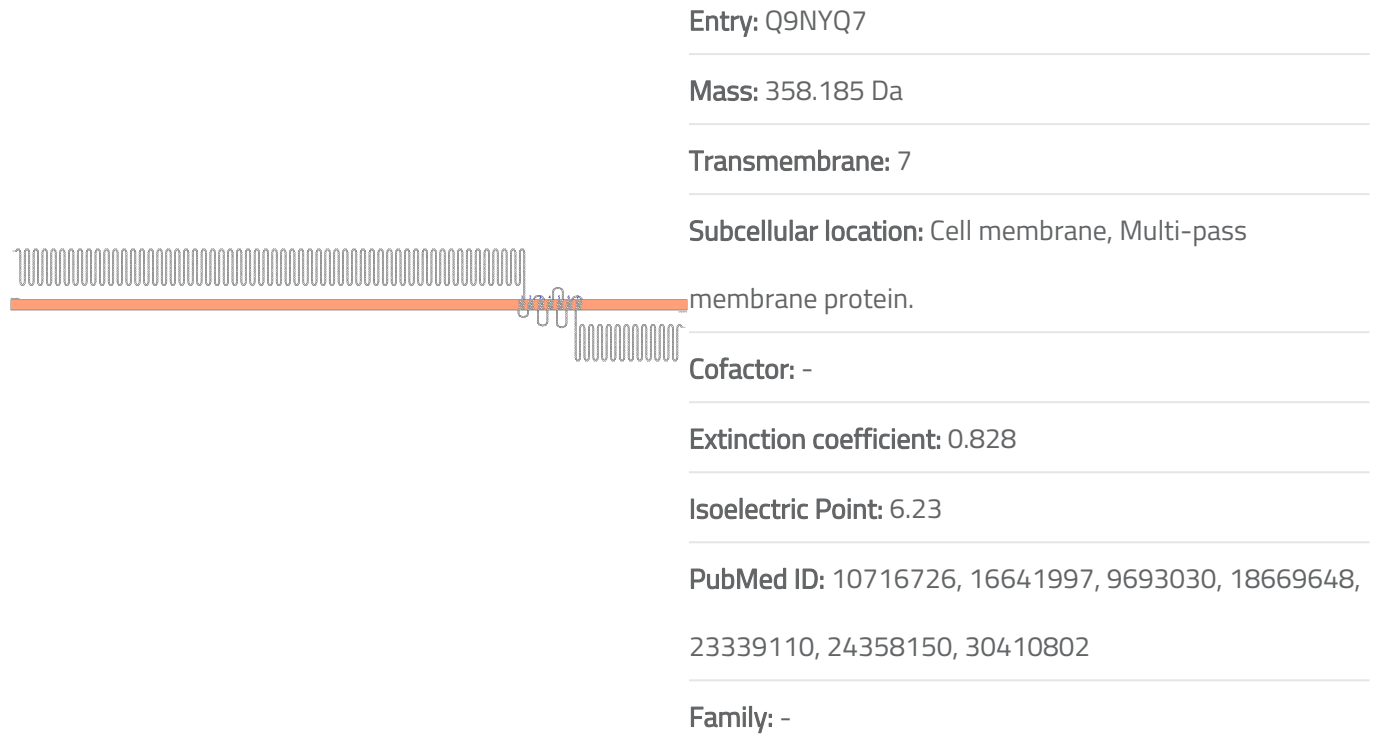 Entry: Q9NYQ7
Mass: 358.185 Da
Transmembrane: 7
Subcellular location: Cell membrane, Multi-pass
membrane protein.
Cofactor: -
Extinction coefficient: 0.828
Isoelectric Point: 6.23
PubMed ID: 10716726, 16641997, 9693030, 18669648,
23339110, 24358150, 30410802
Family: -